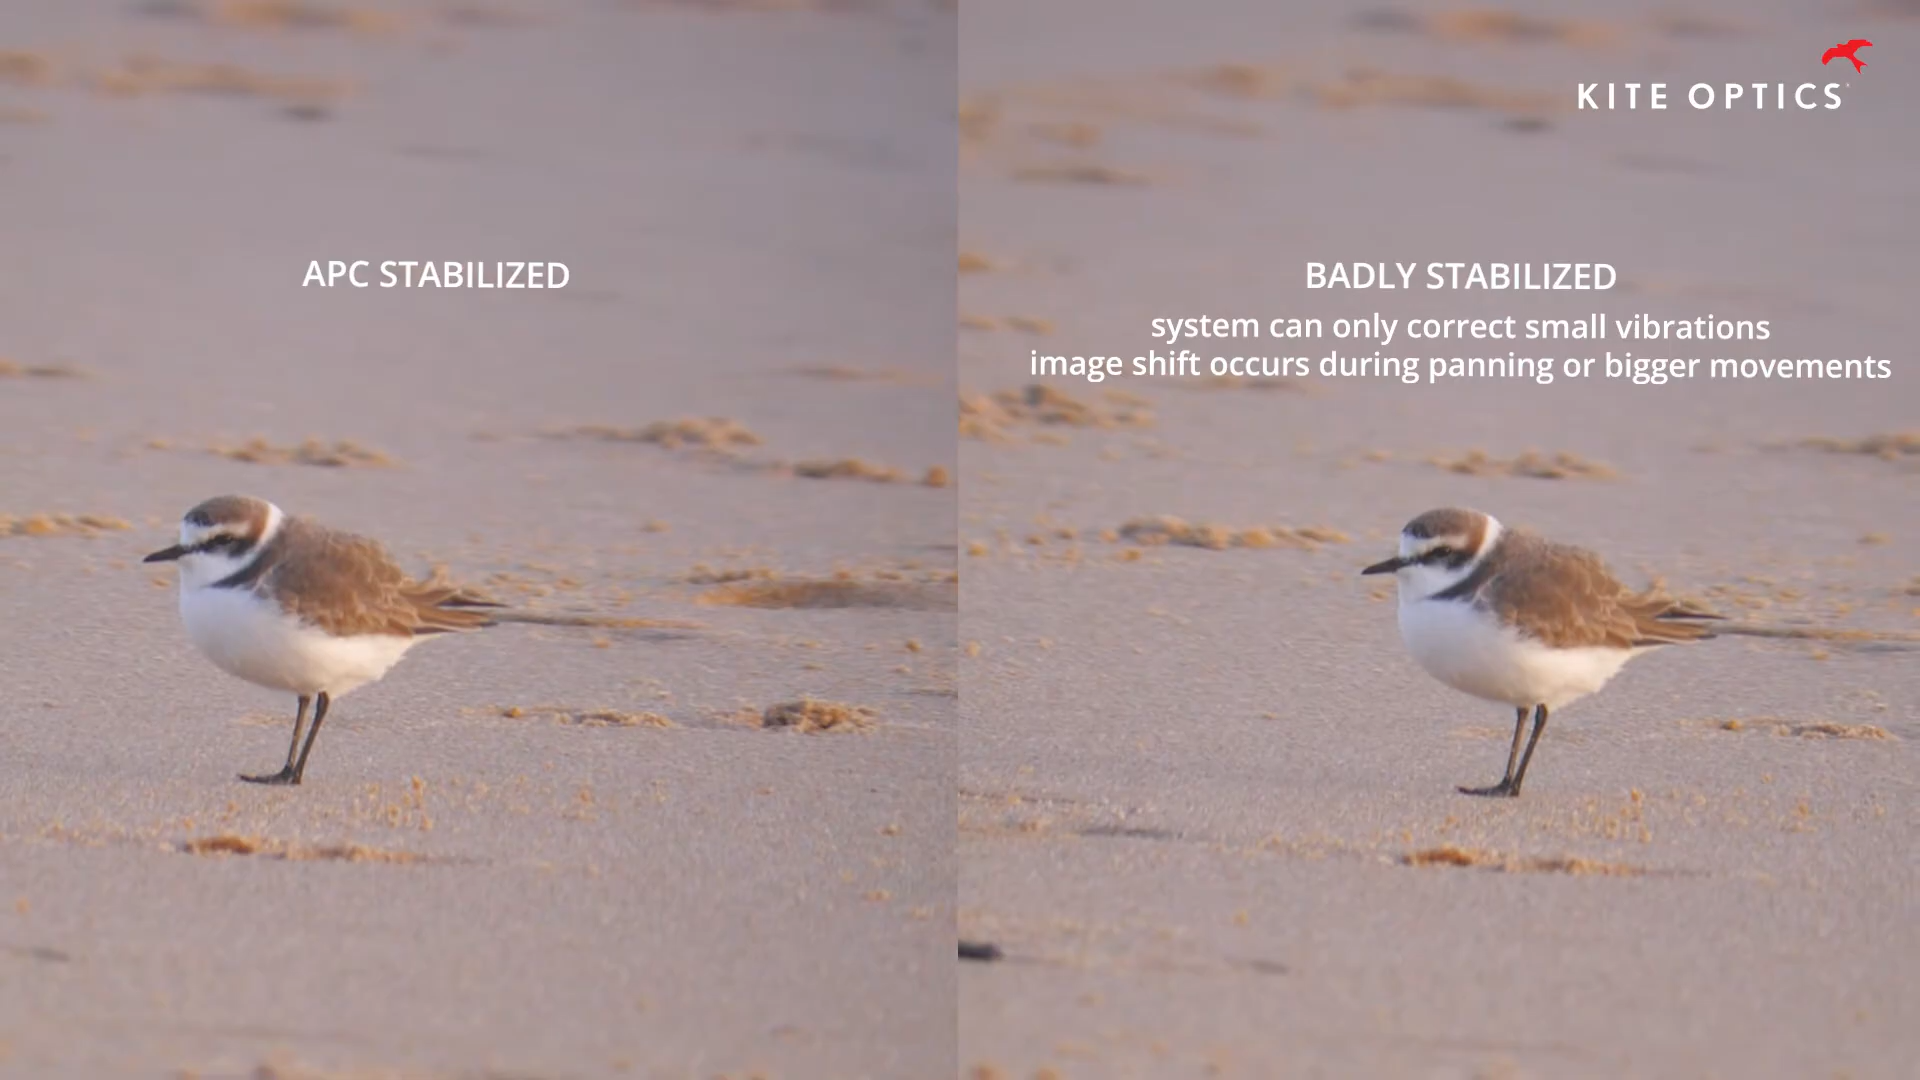 KITE OPTICS
APC STABILIZED
BADLY STABILIZED
system can only correct small vibrations
image shift occurs during panning or bigger movements